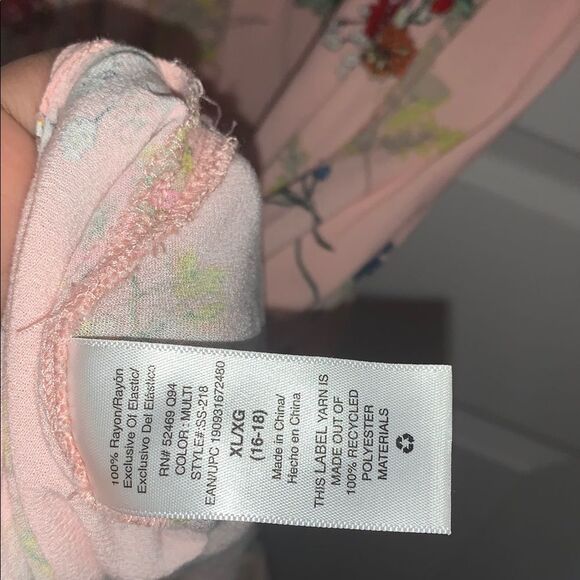 100% Rayon/Rayón
Exclusive Of Elastic/
Exclusivo Del Elástico
RN# 52469 Q94
COLOR : MULTI
STYLE#:SS-218
EAN/UPC 190931672480
XL/XG
(16-18)
Made in China/
Hecho en China
THIS LABEL YARN IS
MADE OUT OF
100% RECYCLED
POLYESTER
MATERIALS